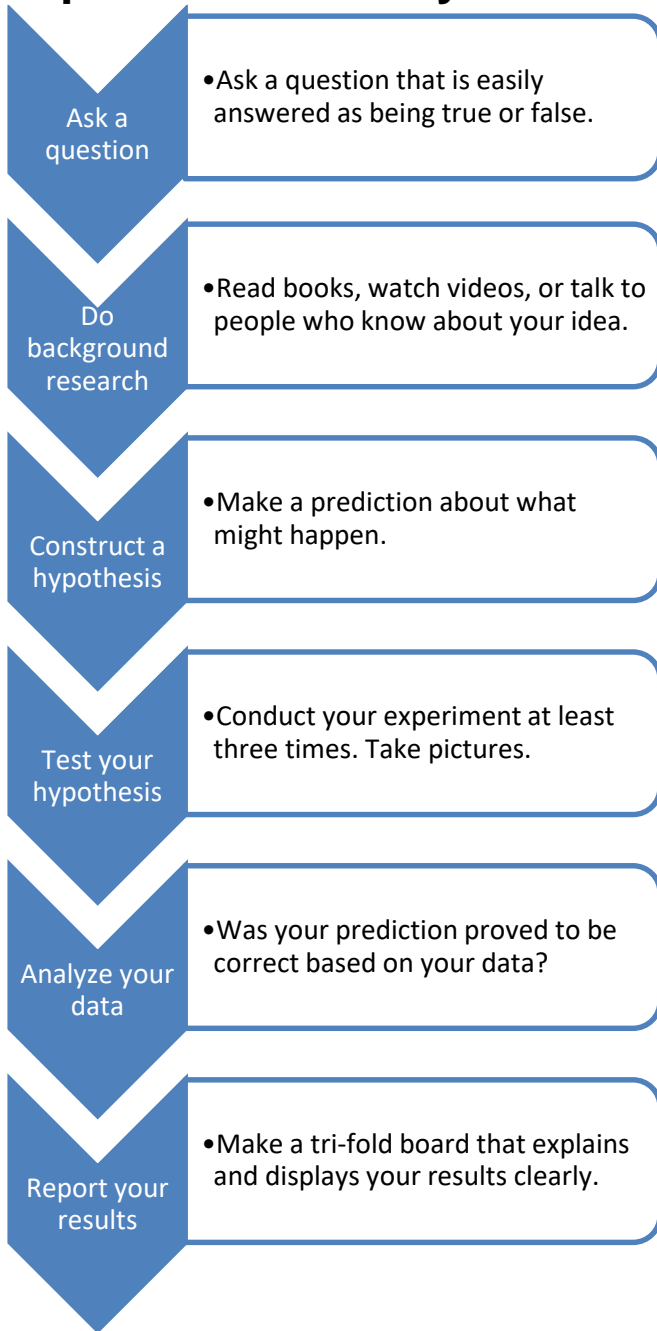 Ask a
question
•Ask a question that is easily
answered as being true or false.
Do
background
research
•Read books, watch videos, or talk to
people who know about your idea.
Construct a
hypothesis
•Make a prediction about what
might happen.
Test your
hypothesis
•Conduct your experiment at least
three times. Take pictures.
Analyze your
data
•Was your prediction proved to be
correct based on your data?
Report your
results
•Make a tri-fold board that explains
and displays your results clearly.